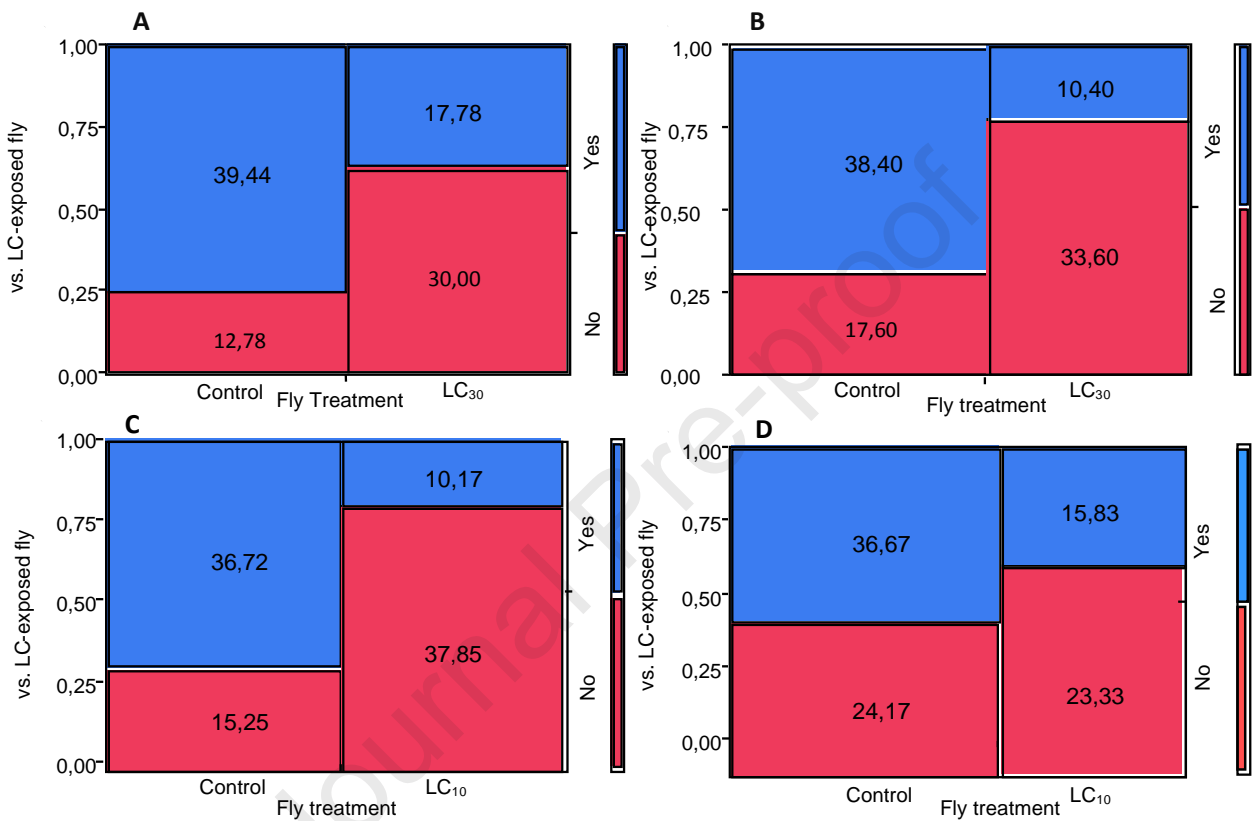 A
1,00
0,75
0,50
0,25
0,00
vs. LC-exposed fly
39,44
17,78
12,78
30,00
Control
LC₃₀
Fly Treatment
Yes
No
B
1,00
0,75
0,50
0,25
0,00
vs. LC-exposed fly
38,40
10,40
17,60
33,60
Control
LC₃₀
Fly treatment
Yes
No
C
1,00
0,75
0,50
0,25
0,00
vs. LC-exposed fly
36,72
10,17
15,25
37,85
Control
LC₁₀
Fly treatment
Yes
No
D
1,00
0,75
0,50
0,25
0,00
vs. LC-exposed fly
36,67
15,83
24,17
23,33
Control
LC₁₀
Fly treatment
Yes
No
Journal Pre-proof